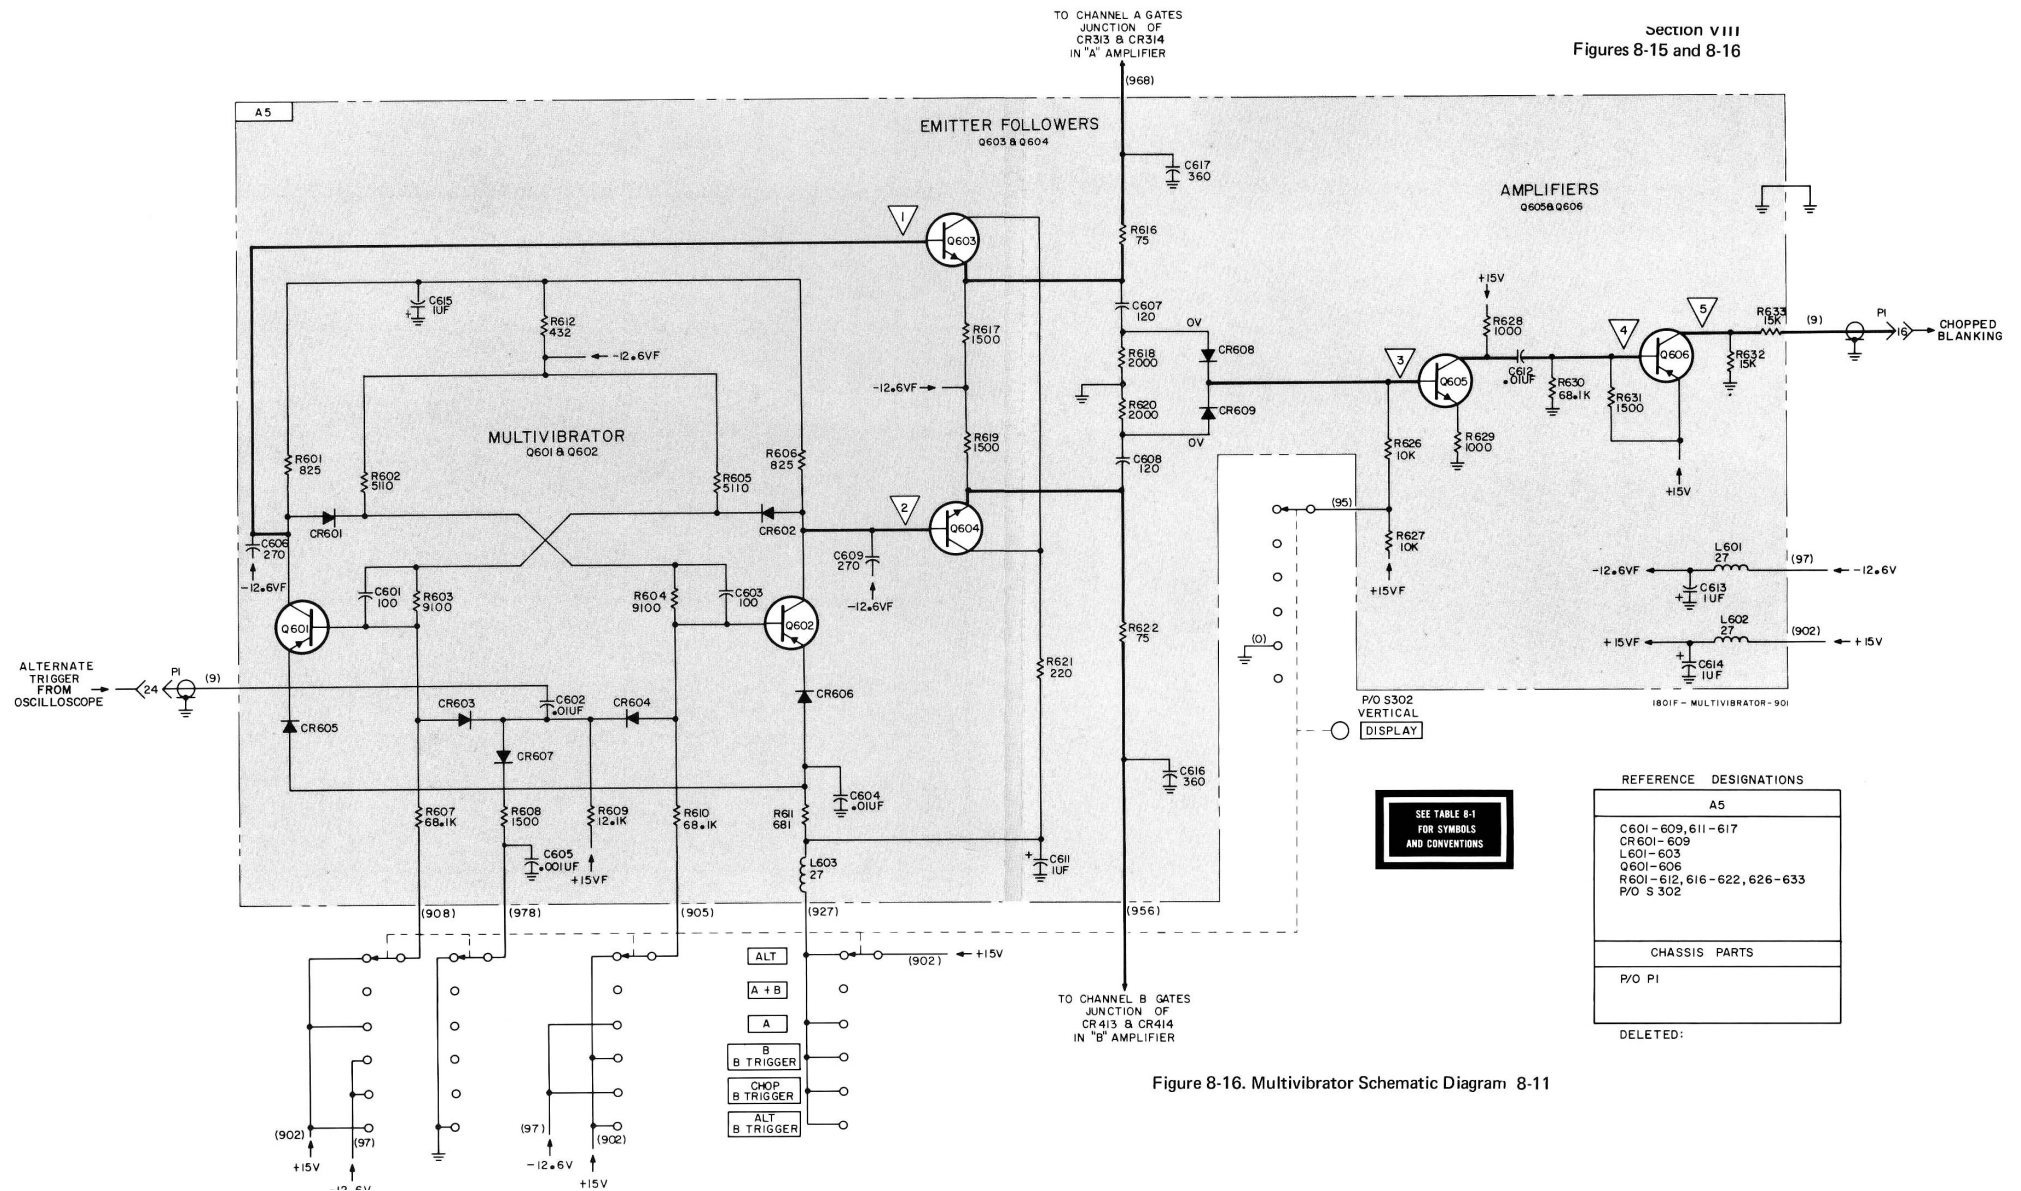 TO CHANNEL A GATES
JUNCTION OF
CR313 & CR314
IN "A" AMPLIFIER
(968)
Section VIII
Figures 8-15 and 8-16
A5
EMITTER FOLLOWERS
Q603 & Q604
C617
360
AMPLIFIERS
Q605 & Q606
1
Q603
R616
75
C615
1UF
+
R612
432
-12.6VF
R617
1500
-12.6VF
R619
1500
C607
120
0V
R618
2000
R620
2000
CR608
CR609
0V
C608
120
+15V
R628
1000
3
Q605
C612
.01UF
R630
68.1K
R629
1000
4
Q606
R631
1500
+15V
5
R632
15K
R633
15K
(9)
P1
16
CHOPPED
BLANKING
MULTIVIBRATOR
Q601 & Q602
R601
825
R602
5110
R605
5110
R606
825
CR601
CR602
2
Q604
C606
270
-12.6VF
C609
270
-12.6VF
C601
100
R603
9100
R604
9100
C603
100
Q601
Q602
R626
10K
(95)
R627
10K
+15VF
L601
27
(97)
-12.6VF
-12.6V
C613
1UF
+
L602
27
(902)
+15VF
+15V
C614
1UF
+
R622
75
R621
220
(0)
ALTERNATE
TRIGGER
FROM
OSCILLOSCOPE
24
P1
(9)
CR605
CR603
C602
.01UF
CR604
CR606
CR607
P/O S302
VERTICAL
DISPLAY
1801F-MULTIVIBRATOR-901
C616
360
R607
68.1K
R608
1500
R609
12.1K
R610
68.1K
R611
681
C604
.01UF
C605
.001UF
+15VF
L603
27
C611
1UF
+
SEE TABLE 8-1
FOR SYMBOLS
AND CONVENTIONS
REFERENCE DESIGNATIONS
A5
C601-609,611-617
CR601-609
L601-603
Q601-606
R601-612,616-622,626-633
P/O S302
CHASSIS PARTS
P/O P1
DELETED:
(908)
(978)
(905)
(927)
(956)
ALT
(902)
+15V
A + B
A
B
B TRIGGER
CHOP
B TRIGGER
ALT
B TRIGGER
TO CHANNEL B GATES
JUNCTION OF
CR413 & CR414
IN "B" AMPLIFIER
(902)
+15V
(97)
-12.6V
(97)
-12.6V
(902)
+15V
Figure 8-16. Multivibrator Schematic Diagram 8-11